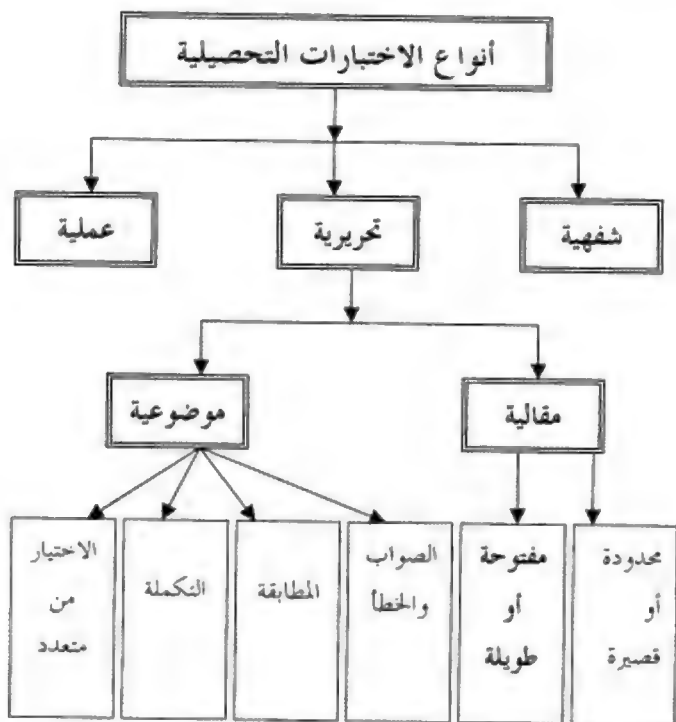 أنواع الاختبارات التحصيلية
شفهية
تحريرية
عملية
مقالية
موضوعية
محدودة
أو
قصيرة
مفتوحة
أو
طويلة
الصواب
والخطأ
المطابقة
التكملة
الاختيار
من
متعدد